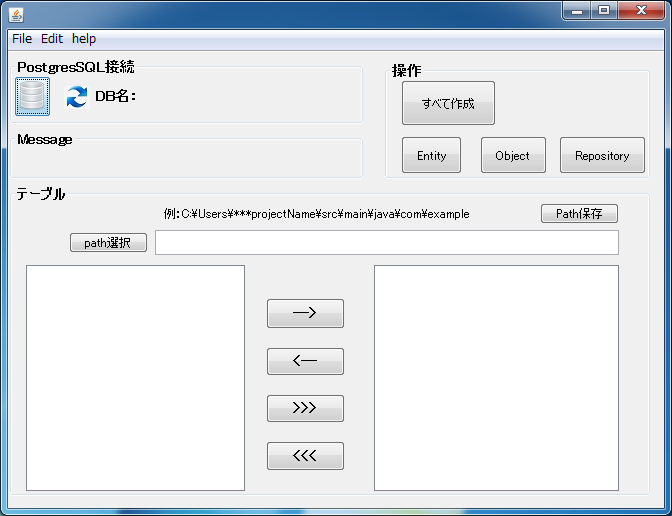 File Edit help
PostgresSQL接続
DB名：
Message
操作
すべて作成
Entity Object Repository
テーブル
例：C:¥Users¥***projectName¥src¥main¥java¥com¥example
Path保存
path選択
—>
<—
>>>
<<<